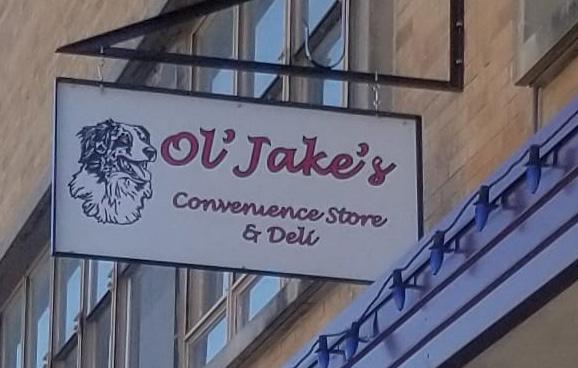 Ol' Jake's
Convenience Store
& Deli